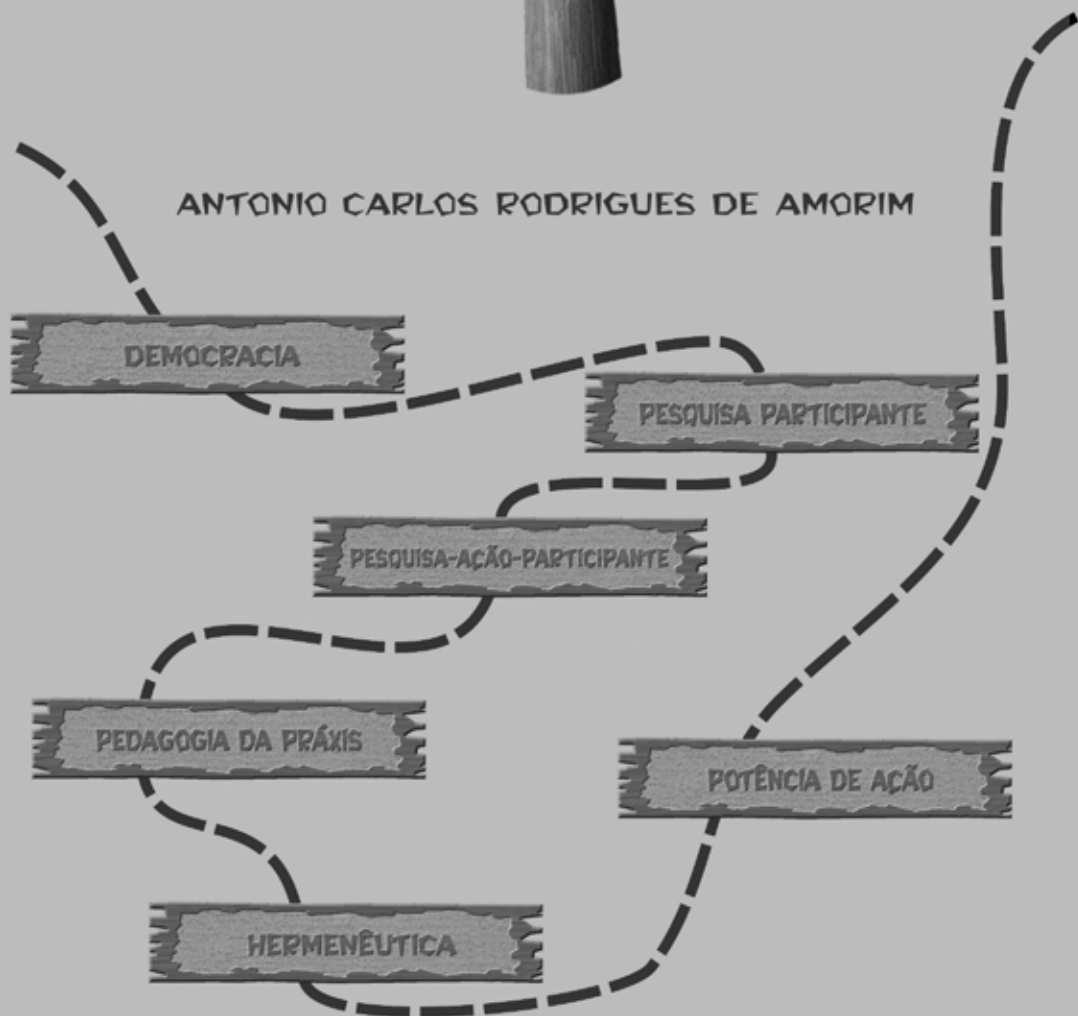 ANTONIO CARLOS RODRIGUES DE AMORIM
DEMOCRACIA
PESQUISA PARTICIPANTE
PESQUISA-AÇÃO-PARTICIPANTE
PEDAGOGIA DA PRÁXIS
POTÊNCIA DE AÇÃO
HERMENÊUTICA